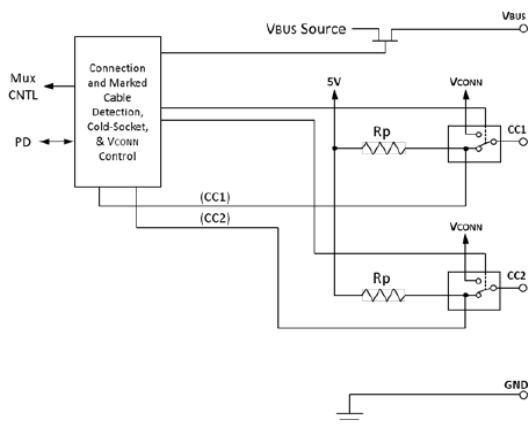 VBUS
VBUS Source
Mux
CNTL
PD
Connection
and Marked
Cable
Detection,
Cold-Socket,
& VCONN
Control
5V
VCONN
Rp
CC1
(CC1)
(CC2)
VCONN
Rp
CC2
GND